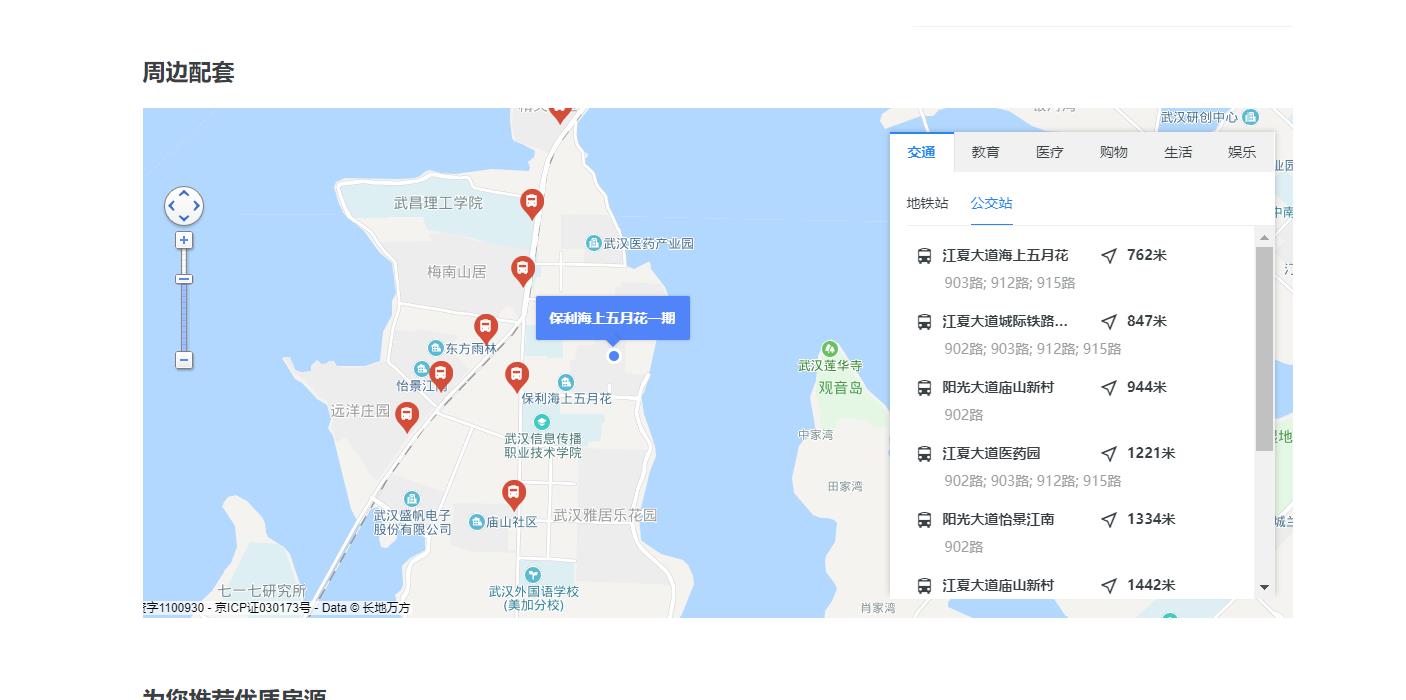 周边配套
武汉研创中心
武昌理工学院
武汉医药产业园
梅南山居
保利海上五月花一期
东方雨林
怡景江南
远洋庄园
保利海上五月花
武汉信息传播
职业技术学院
武汉盛帆电子
股份有限公司
庙山社区
武汉雅居乐花园
武汉外国语学校
(美加分校)
七一七研究所
武汉莲华寺
观音岛
中家湾
田家湾
肖家湾
字1100930 - 京ICP证030173号 - Data © 长地万方
交通 教育 医疗 购物 生活 娱乐
地铁站 公交站
江夏大道海上五月花 762米
903路; 912路; 915路
江夏大道城际铁路... 847米
902路; 903路; 912路; 915路
阳光大道庙山新村 944米
902路
江夏大道医药园 1221米
902路; 903路; 912路; 915路
阳光大道怡景江南 1334米
902路
江夏大道庙山新村 1442米
为您推荐优质房源